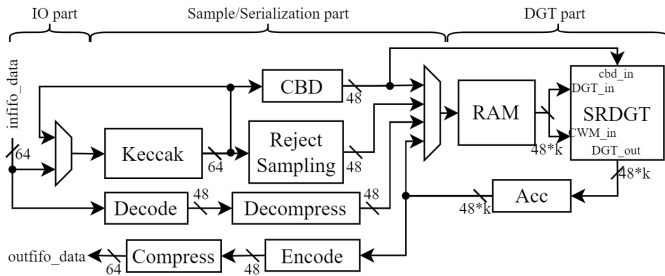 IO part
Sample/Serialization part
DGT part
infifo_data
64
Keccak
64
CBD
48
Reject
Sampling
48
Decode
48
Decompress
48
RAM
48*k
cbd_in
DGT_in
SRDGT
CWM_in
DGT_out
48*k
Acc
48*k
outfifo_data
64
Compress
48
Encode